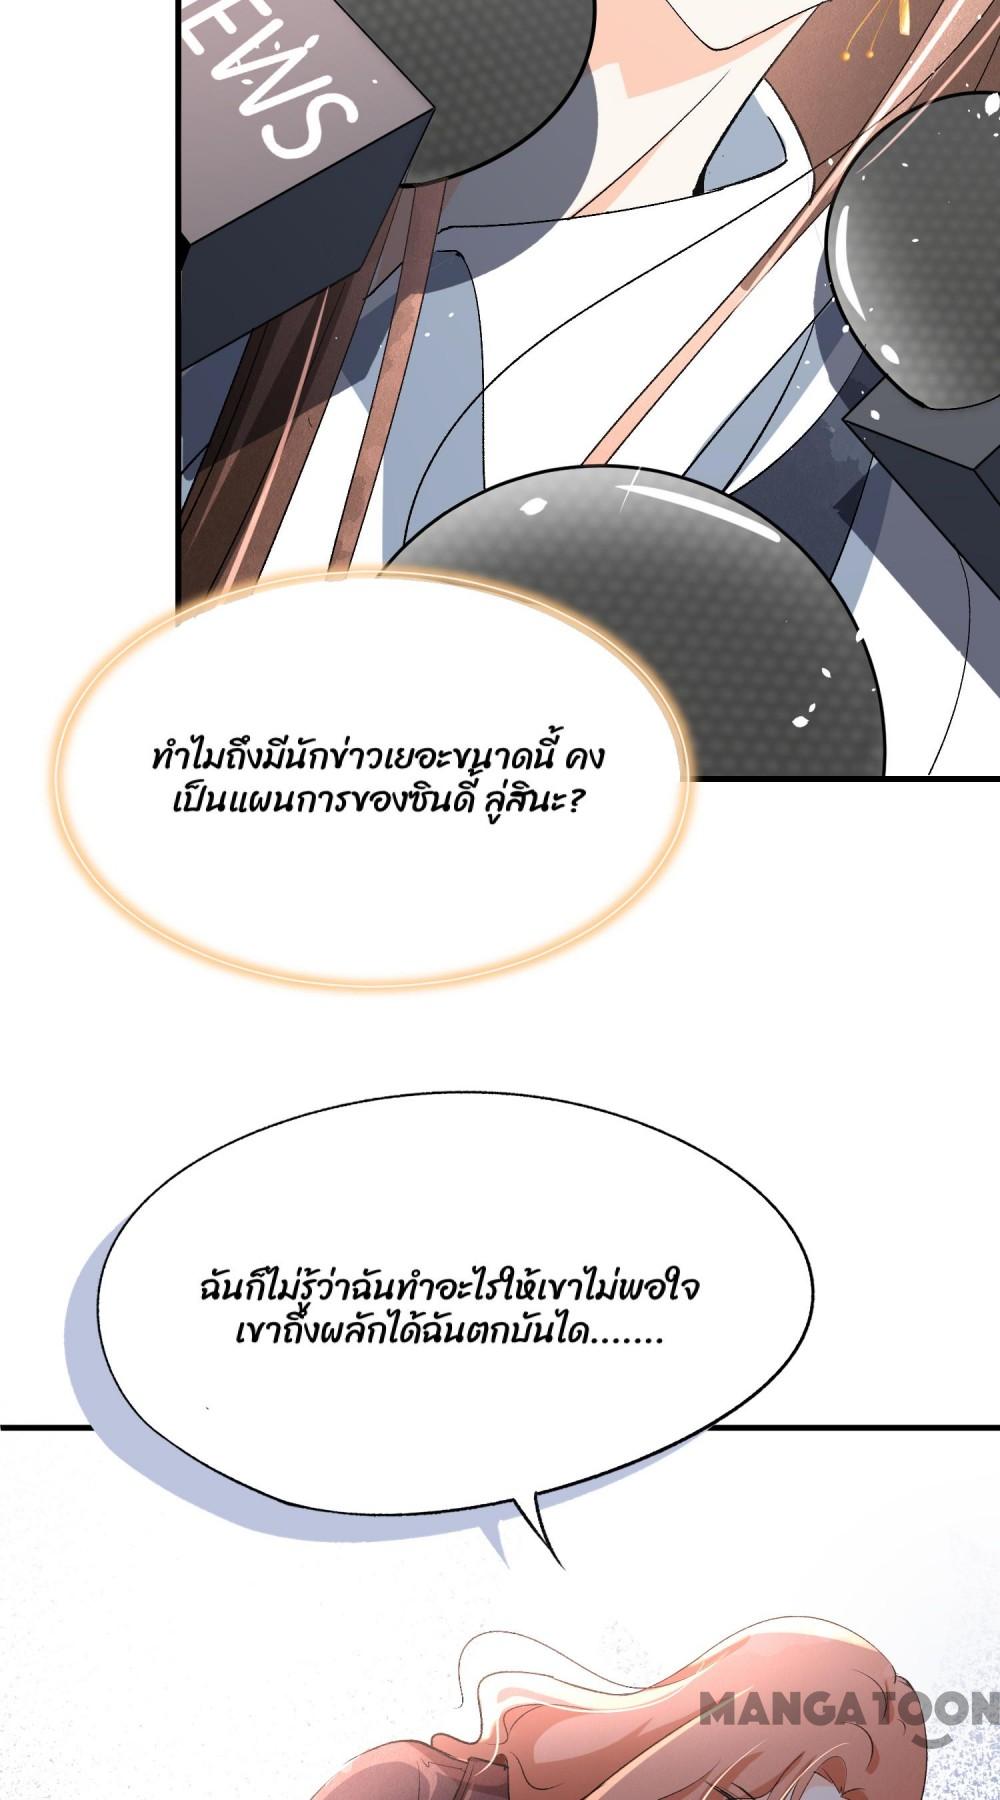 NEWS
ทำไมถึงมีนักข่าวเยอะขนาดนี้ คง
เป็นแผนการของซินดี้ ลู่สินะ?
ฉันก็ไม่รู้ว่าฉันทำอะไรให้เขาไม่พอใจ
เขาถึงผลักได้ฉันตกบันได.......
MANGATOON